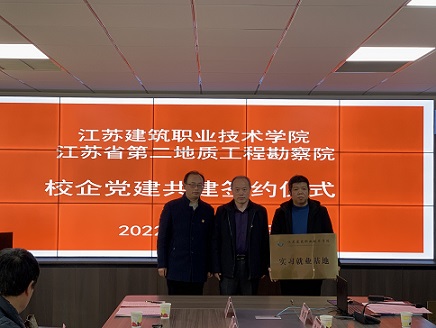 江苏建筑职业技术学院
江苏省第二地质工程勘察院
校企党建共建签约仪式
2022
实习就业基地